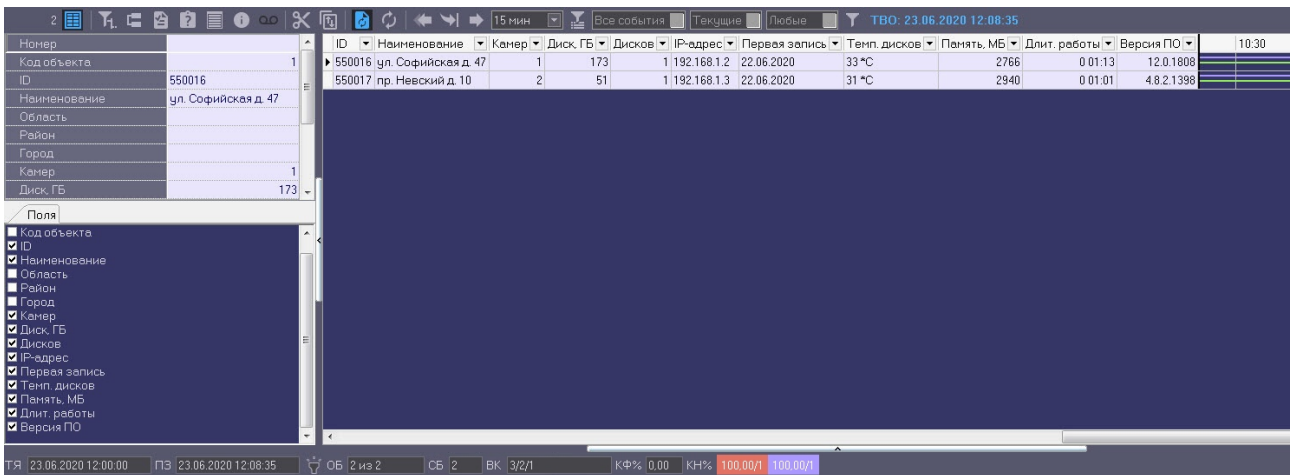 2 15 мин Все события Текущие Любые ТВО: 23.06.2020 12:08:35
Номер
Код объекта 1
ID 550016
Наименование ул. Софийская д. 47
Область
Район
Город
Камер 1
Диск, ГБ 173
ID Наименование Камер Диск, ГБ Дисков IP-адрес Первая запись Темп. дисков Память, МБ Длит. работы Версия ПО 10:30
550016 ул. Софийская д. 47 1 173 1 192.168.1.2 22.06.2020 33 °C 2766 0 01:13 12.0.1808
550017 пр. Невский д. 10 2 51 1 192.168.1.3 22.06.2020 31 °C 2940 0 01:01 4.8.2.1398
Поля
Код объекта
ID
Наименование
Область
Район
Город
Камер
Диск, ГБ
Дисков
IP-адрес
Первая запись
Темп. дисков
Память, МБ
Длит. работы
Версия ПО
ТЯ 23.06.2020 12:00:00 ПЗ 23.06.2020 12:08:35 ОБ 2 из 2 СБ 2 ВК 3/2/1 КФ% 0,00 КН% 100,00/1 100,00/1